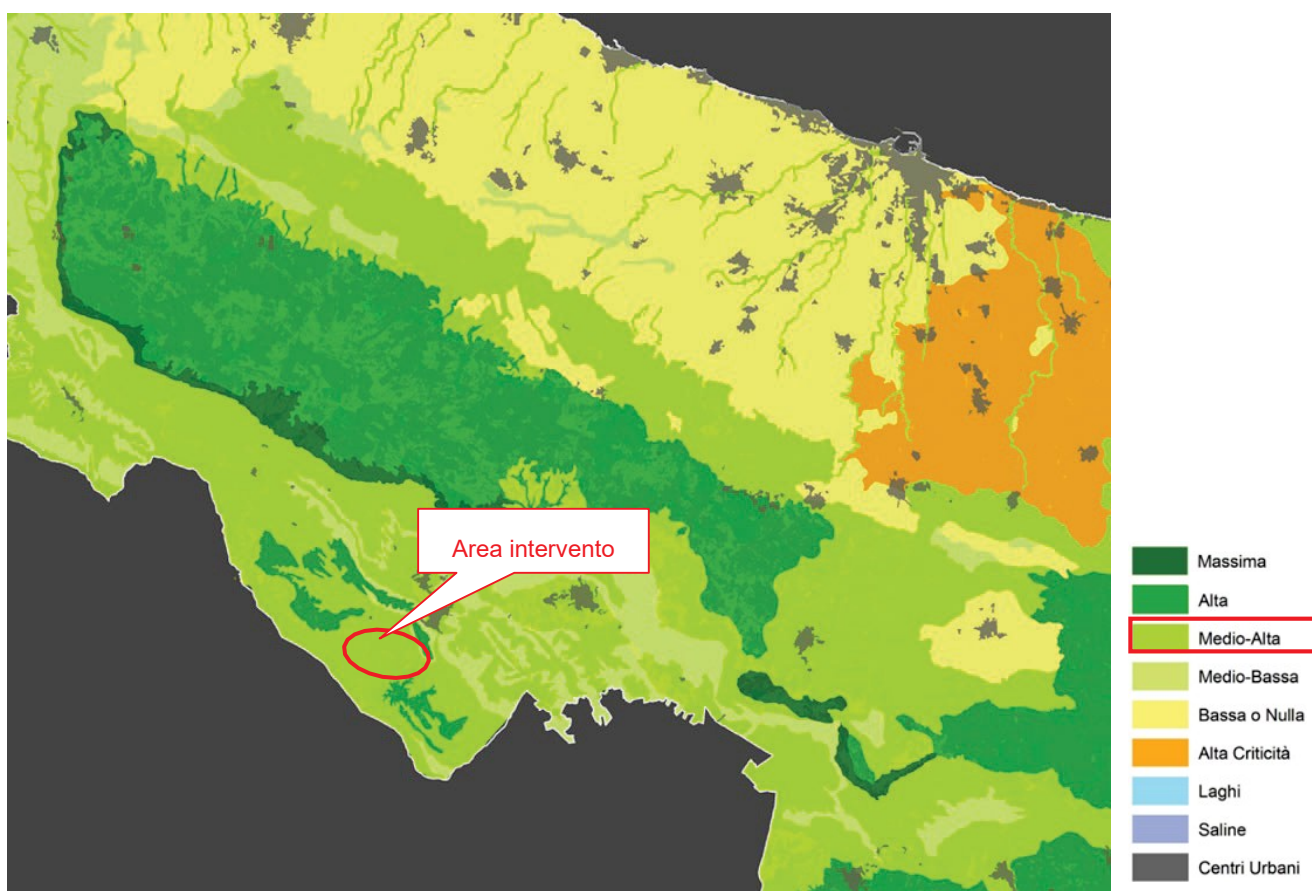 Area intervento
Massima
Alta
Medio-Alta
Medio-Bassa
Bassa o Nulla
Alta Criticità
Laghi
Saline
Centri Urbani